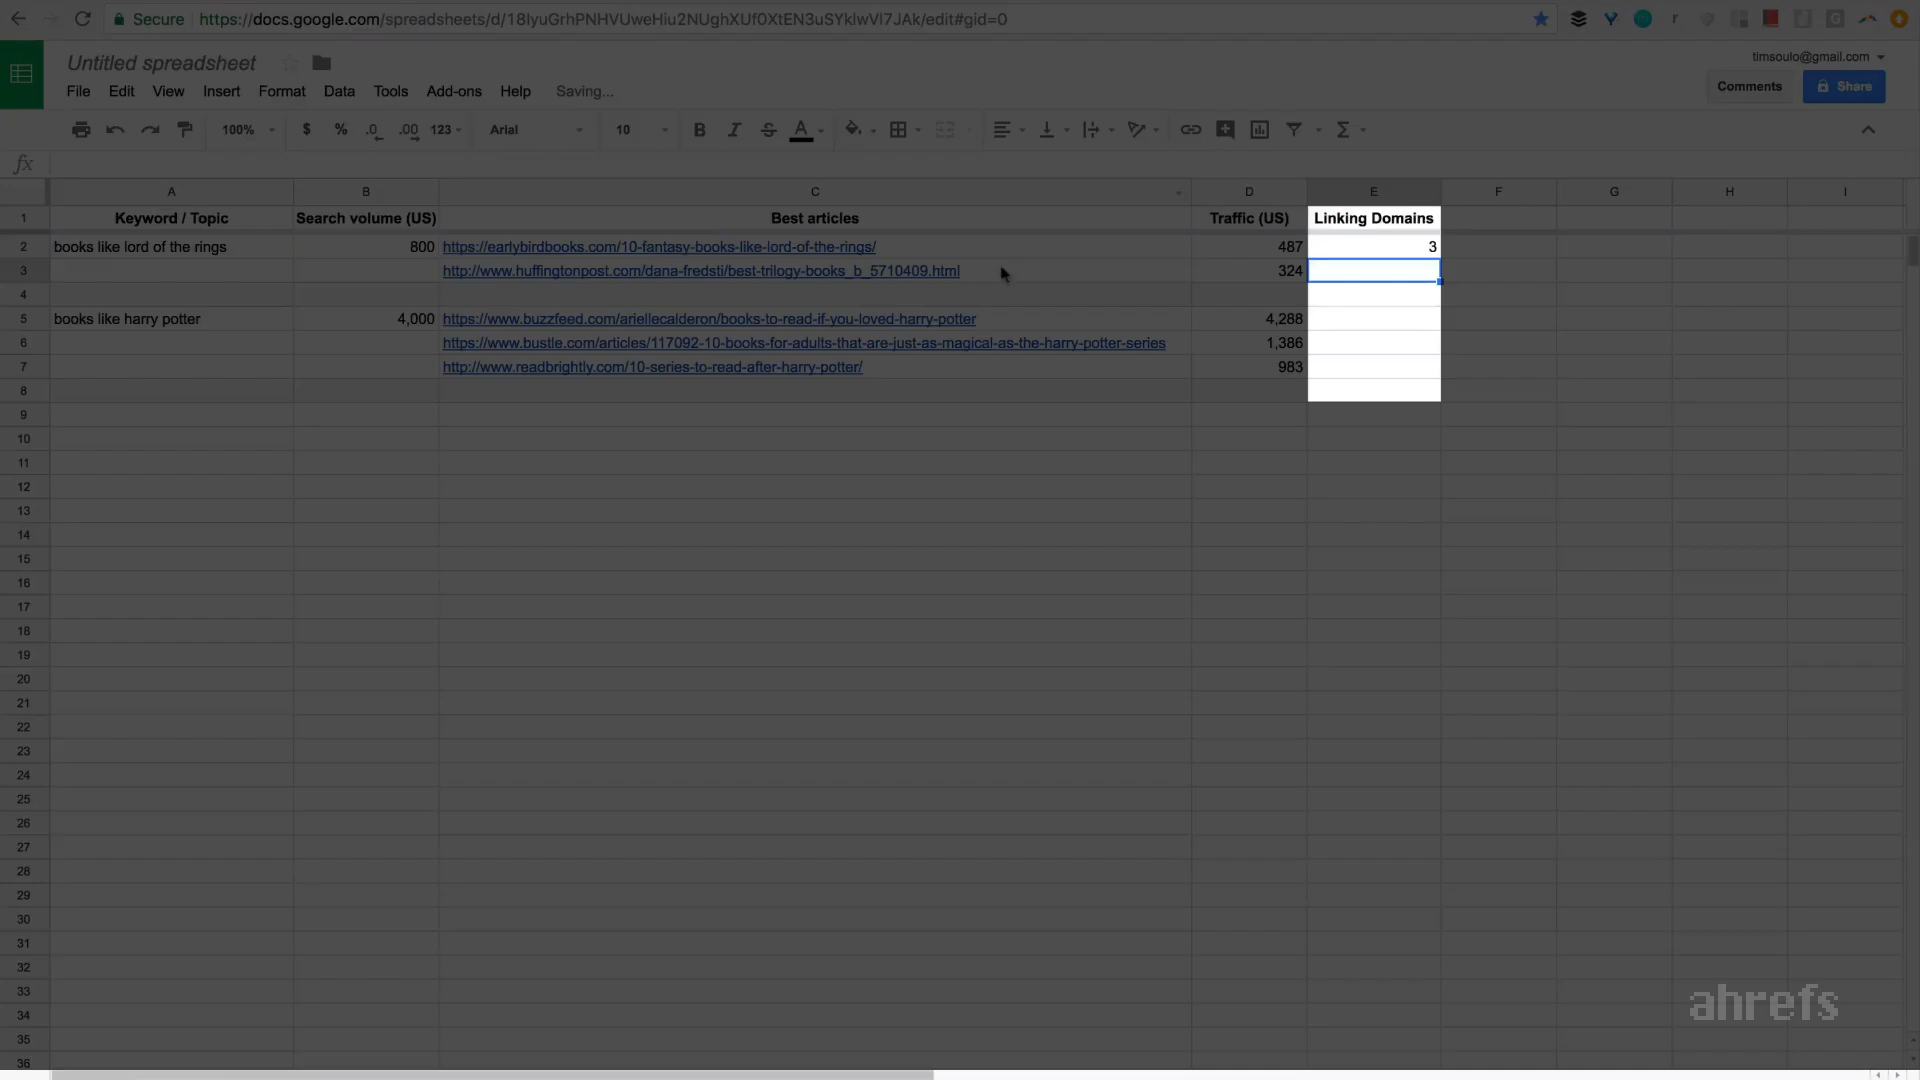 Secure https://docs.google.com/spreadsheets/d/18lyuGrhPNHVUweHiu2NUghXUf0XtEN3uSYklwVl7JAk/edit#gid=0
Untitled spreadsheet
timsoulo@gmail.com
File Edit View Insert Format Data Tools Add-ons Help Saving...
Comments Share
100% $ % .0 .00 123 Arial 10 B I S A
fx
A B C D E F G H I
1 Keyword / Topic Search volume (US) Best articles Traffic (US) Linking Domains
2 books like lord of the rings 800 https://earlybirdbooks.com/10-fantasy-books-like-lord-of-the-rings/ 487 3
3 http://www.huffingtonpost.com/dana-fredsti/best-trilogy-books_b_5710409.html 324
4
5 books like harry potter 4,000 https://www.buzzfeed.com/ariellecalderon/books-to-read-if-you-loved-harry-potter 4,288
6 https://www.bustle.com/articles/117092-10-books-for-adults-that-are-just-as-magical-as-the-harry-potter-series 1,386
7 http://www.readbrightly.com/10-series-to-read-after-harry-potter/ 983
8
9
10
11
12
13
14
15
16
17
18
19
20
21
22
23
24
25
26
27
28
29
30
31
32
33
34
35
36
ahrefs